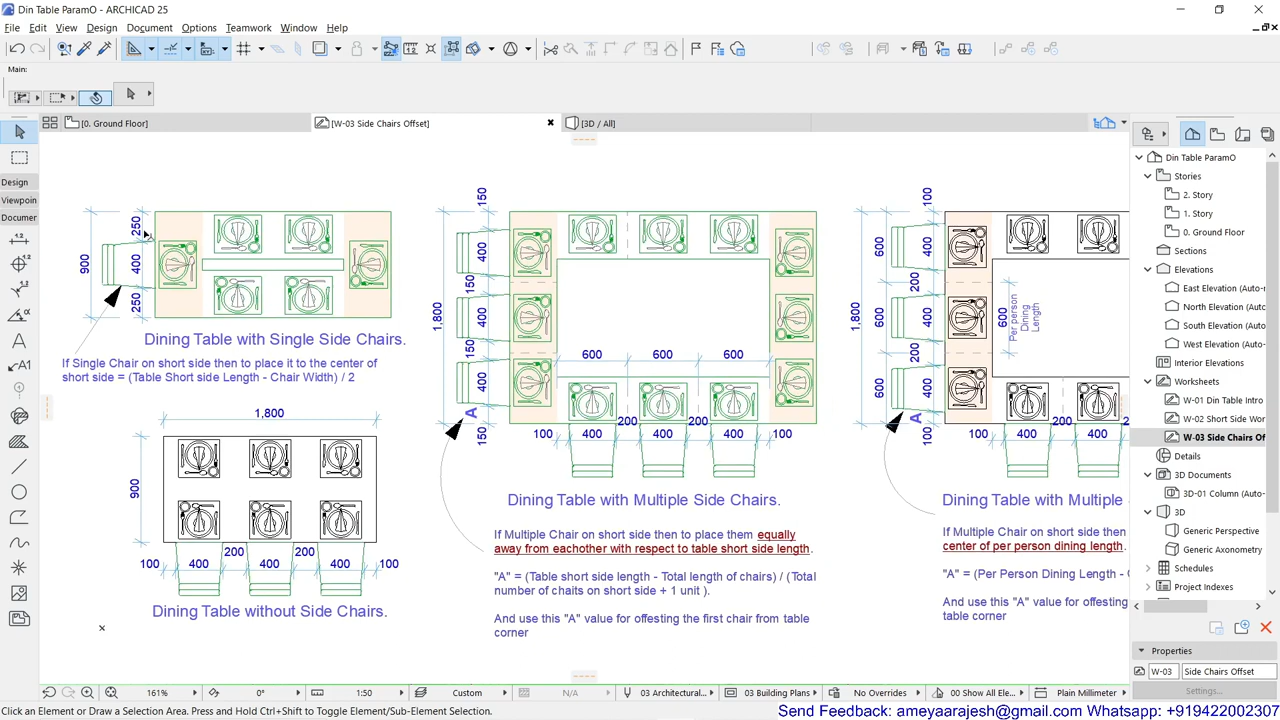 Din Table ParamO - ARCHICAD 25
File Edit View Design Document Options Teamwork Window Help
Main:
[0. Ground Floor]
[W-03 Side Chairs Offset]
[3D / All]
Design
Viewpoin
Documer
900
250
400
250
Dining Table with Single Side Chairs.
If Single Chair on short side then to place it to the center of
short side = (Table Short side Length - Chair Width) / 2
1,800
900
200 200
100 400 400 400 100
Dining Table without Side Chairs.
1,800
150
400
150
400
150
400
150
A
600 600 600
200 200
100 400 400 400 100
Dining Table with Multiple Side Chairs.
If Multiple Chair on short side then to place them equally
away from eachother with respect to table short side length.
"A" = (Table short side length - Total length of chairs) / (Total
number of chaits on short side + 1 unit ).
And use this "A" value for offesting the first chair from table
corner
1,800
600
600
600
100
400
200
400
200
400
100
A
600
Per person
Dining
Length
200
100 400 400
Dining Table with Multiple
If Multiple Chair on short side then
center of per person dining length.
"A" = (Per Person Dining Length -
And use this "A" value for offesting
table corner
Din Table ParamO
Stories
2. Story
1. Story
0. Ground Floor
Sections
Elevations
East Elevation (Auto-
North Elevation (Auto-
South Elevation (Auto-
West Elevation (Auto-
Interior Elevations
Worksheets
W-01 Din Table Intro
W-02 Short Side Wor
W-03 Side Chairs Of
Details
3D Documents
3D-01 Column (Auto-
3D
Generic Perspective
Generic Axonometry
Schedules
Project Indexes
Properties
W-03 Side Chairs Offset
Settings...
161% 0° 1:50 Custom N/A 03 Architectural... 03 Building Plans No Overrides 00 Show All Ele... Plain Millimeter
Click an Element or Draw a Selection Area. Press and Hold Ctrl+Shift to Toggle Element/Sub-Element Selection.
Send Feedback: ameyaarajesh@gmail.com Whatsapp: +919422002307